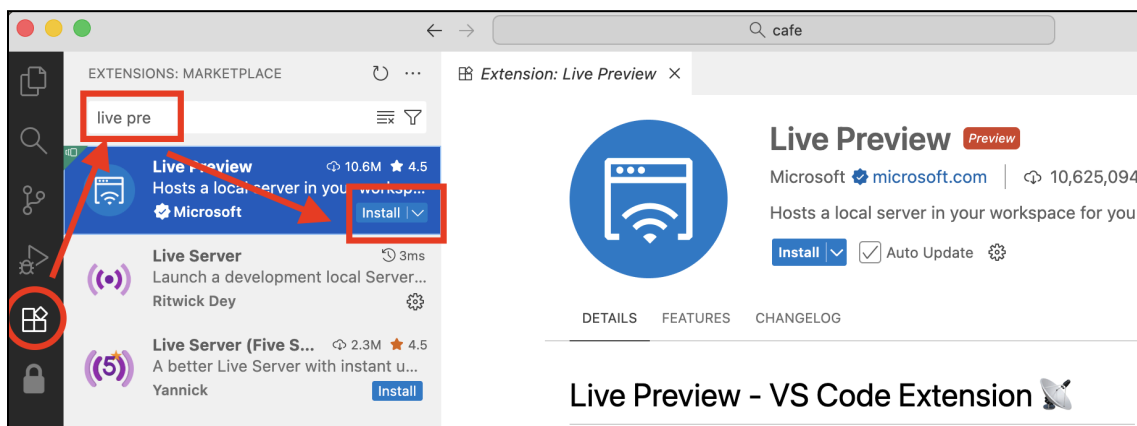 cafe
EXTENSIONS: MARKETPLACE
live pre
Live Preview 10.6M 4.5
Hosts a local server in your worksp...
Microsoft Install
Live Server 3ms
Launch a development local Server...
Ritwick Dey
Live Server (Five S... 2.3M 4.5
A better Live Server with instant u...
Yannick Install
Extension: Live Preview
Live Preview Preview
Microsoft microsoft.com 10,625,094
Hosts a local server in your workspace for you
Install Auto Update
DETAILS FEATURES CHANGELOG
Live Preview - VS Code Extension